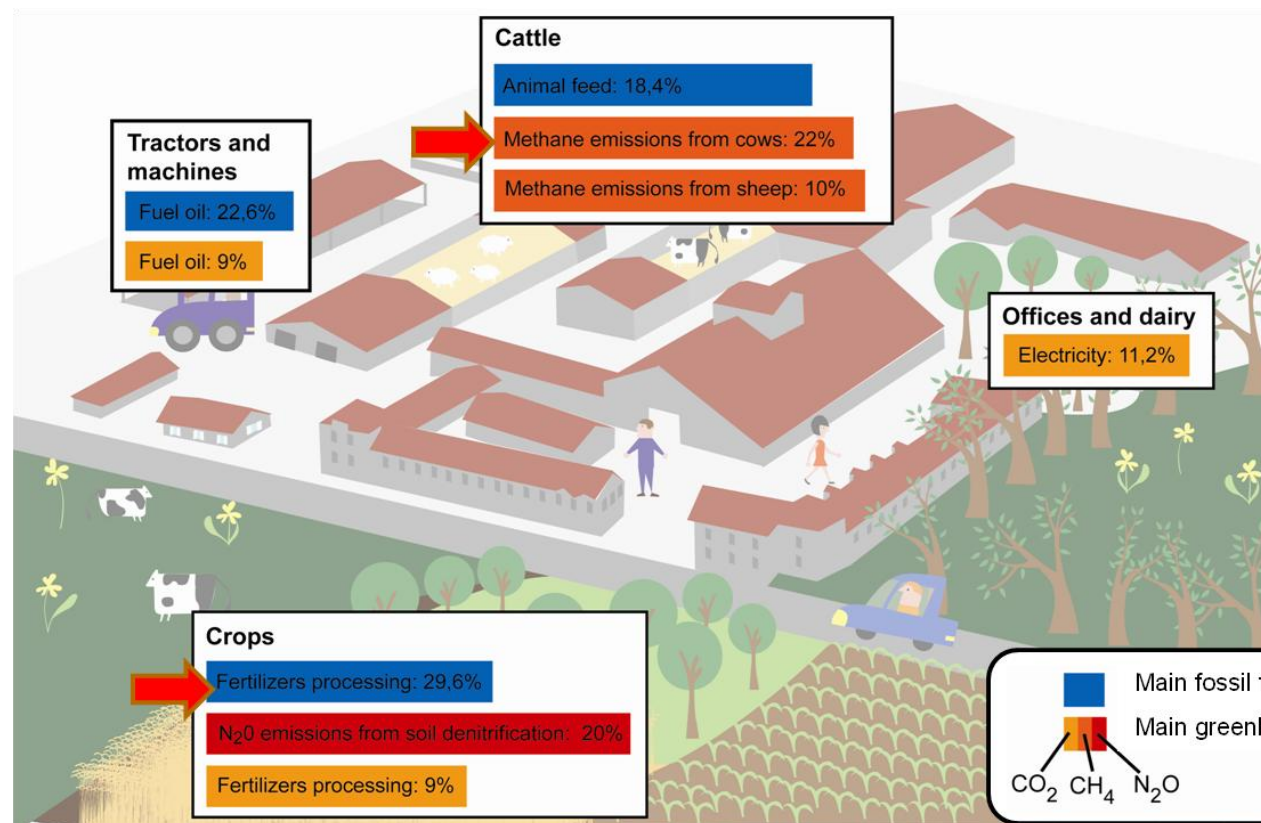 Cattle
Animal feed: 18,4%
Methane emissions from cows: 22%
Methane emissions from sheep: 10%
Tractors and
machines
Fuel oil: 22,6%
Fuel oil: 9%
Offices and dairy
Electricity: 11,2%
Crops
Fertilizers processing: 29,6%
N₂0 emissions from soil denitrification: 20%
Fertilizers processing: 9%
Main fossil
Main
CO₂ CH₄ N₂O